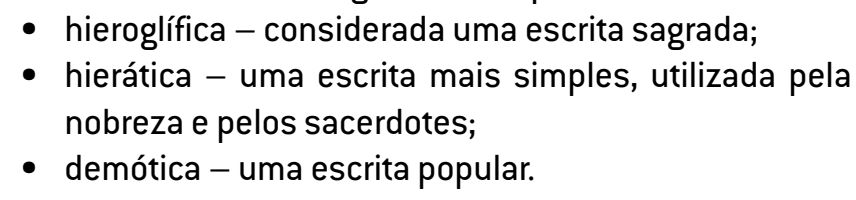 • hieroglífica – considerada uma escrita sagrada;
• hierática – uma escrita mais simples, utilizada pela
nobreza e pelos sacerdotes;
• demótica – uma escrita popular.